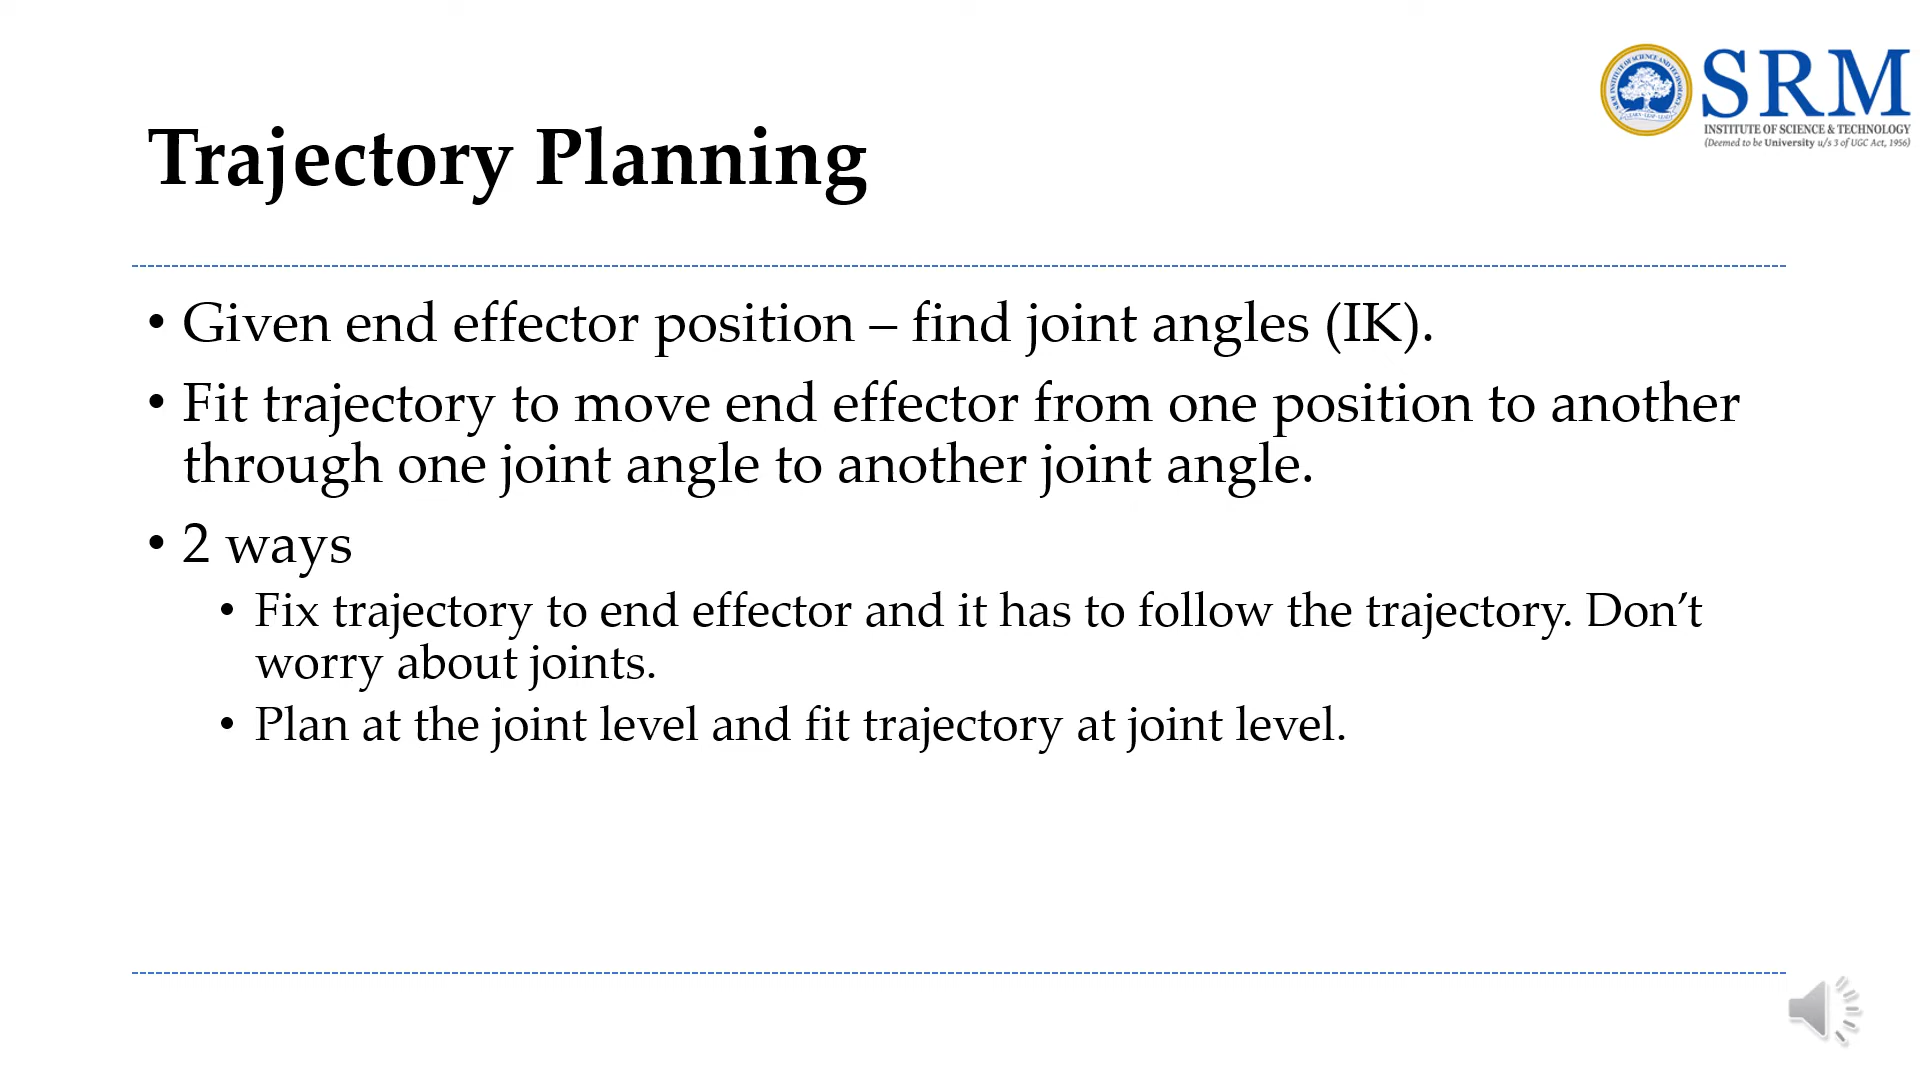 SRM
INSTITUTE OF SCIENCE & TECHNOLOGY
(Deemed to be University u/s 3 of UGC Act, 1956)
Trajectory Planning
• Given end effector position – find joint angles (IK).
• Fit trajectory to move end effector from one position to another
through one joint angle to another joint angle.
• 2 ways
• Fix trajectory to end effector and it has to follow the trajectory. Don’t
worry about joints.
• Plan at the joint level and fit trajectory at joint level.